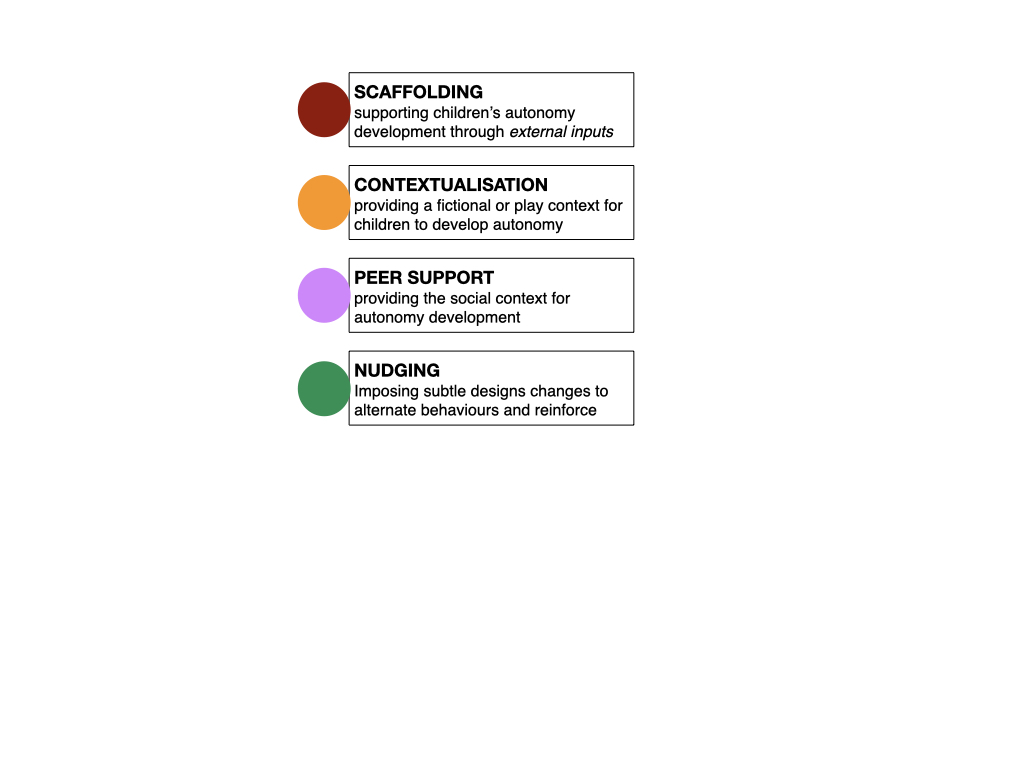 SCAFFOLDING
supporting children’s autonomy
development through external inputs
CONTEXTUALISATION
providing a fictional or play context for
children to develop autonomy
PEER SUPPORT
providing the social context for
autonomy development
NUDGING
Imposing subtle designs changes to
alternate behaviours and reinforce